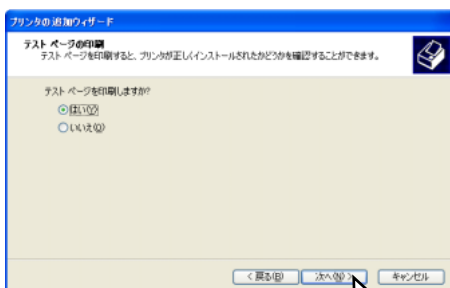 プリンタの追加ウィザード
テスト ページの印刷
テスト ページを印刷すると、プリンタが正しくインストールされたかどうかを確認することができます。
テスト ページを印刷しますか?
はい(Y)
いいえ(O)
< 戻る(B)
次へ(N) >
キャンセル